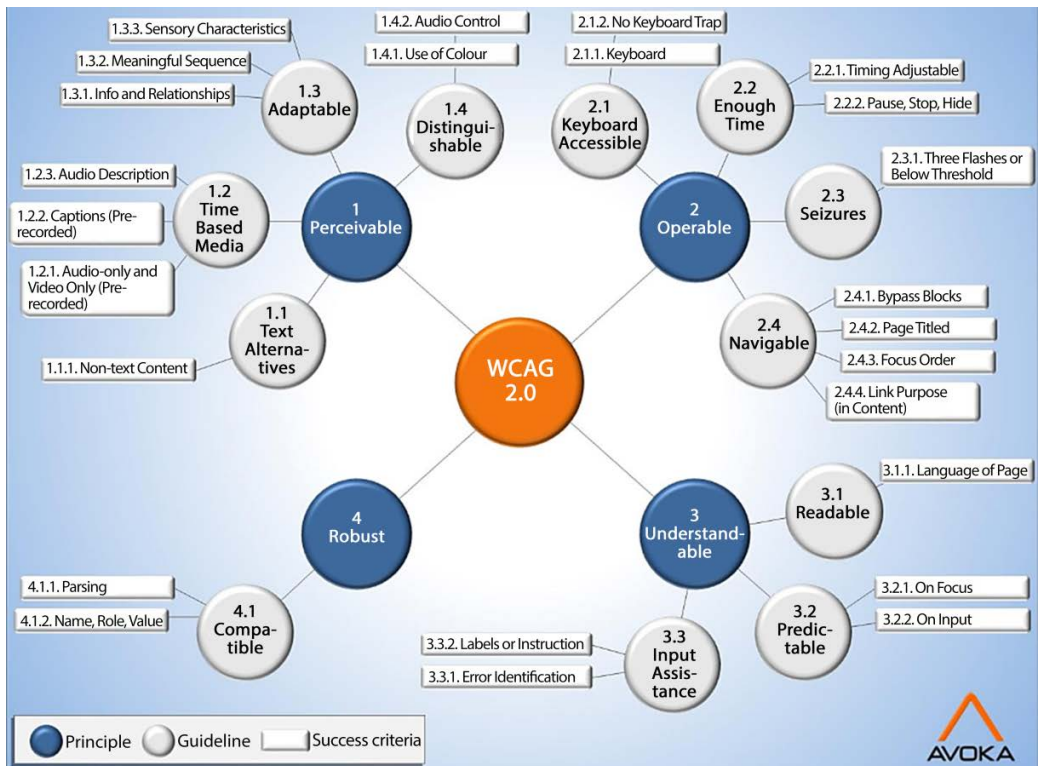 1.3.3. Sensory Characteristics
1.3.2. Meaningful Sequence
1.3.1. Info and Relationships
1.3
Adaptable
1.4.2. Audio Control
1.4.1. Use of Colour
1.4
Distingui-
shable
1.2.3. Audio Description
1.2.2. Captions (Pre-
recorded)
1.2.1. Audio-only and
Video Only (Pre-
recorded)
1.2
Time
Based
Media
1
Perceivable
1.1
Text
Alterna-
tives
1.1.1. Non-text Content
2.1.2. No Keyboard Trap
2.1.1. Keyboard
2.1
Keyboard
Accessible
2.2
Enough
Time
2.2.1. Timing Adjustable
2.2.2. Pause, Stop, Hide
2.3.1. Three Flashes or
Below Threshold
2.3
Seizures
2
Operable
2.4
Navigable
2.4.1. Bypass Blocks
2.4.2. Page Titled
2.4.3. Focus Order
2.4.4. Link Purpose
(in Content)
WCAG
2.0
3.1.1. Language of Page
3.1
Readable
3
Understand-
able
3.2.1. On Focus
3.2.2. On Input
3.2
Predic-
table
3.3.2. Labels or Instruction
3.3.1. Error Identification
3.3
Input
Assis-
tance
4
Robust
4.1.1. Parsing
4.1.2. Name, Role, Value
4.1
Compa-
tible
Principle
Guideline
Success criteria
AVOKA